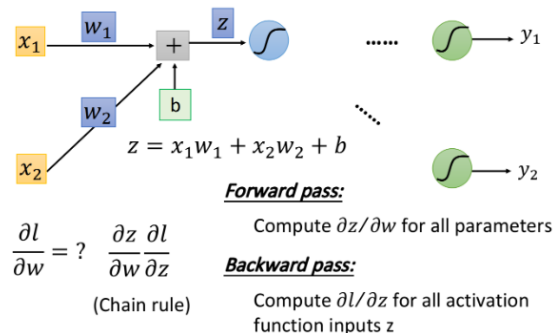 x₁ w₁ + z ⋯⋯ y₁
b
w₂
x₂ z = x₁w₁ + x₂w₂ + b y₂
Forward pass:
Compute ∂z/∂w for all parameters
∂l/∂w = ? ∂z/∂w ∂l/∂z
(Chain rule)
Backward pass:
Compute ∂l/∂z for all activation
function inputs z